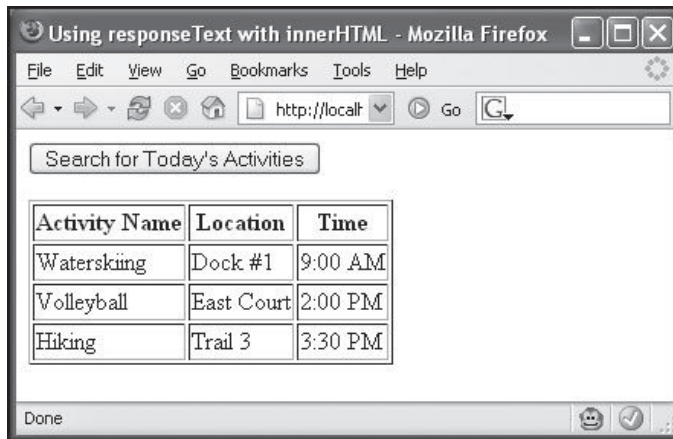 Using responseText with innerHTML - Mozilla Firefox
File Edit View Go Bookmarks Tools Help
http://localh Go G
Search for Today's Activities
Activity Name Location Time
Waterskiing Dock #1 9:00 AM
Volleyball East Court 2:00 PM
Hiking Trail 3 3:30 PM
Done